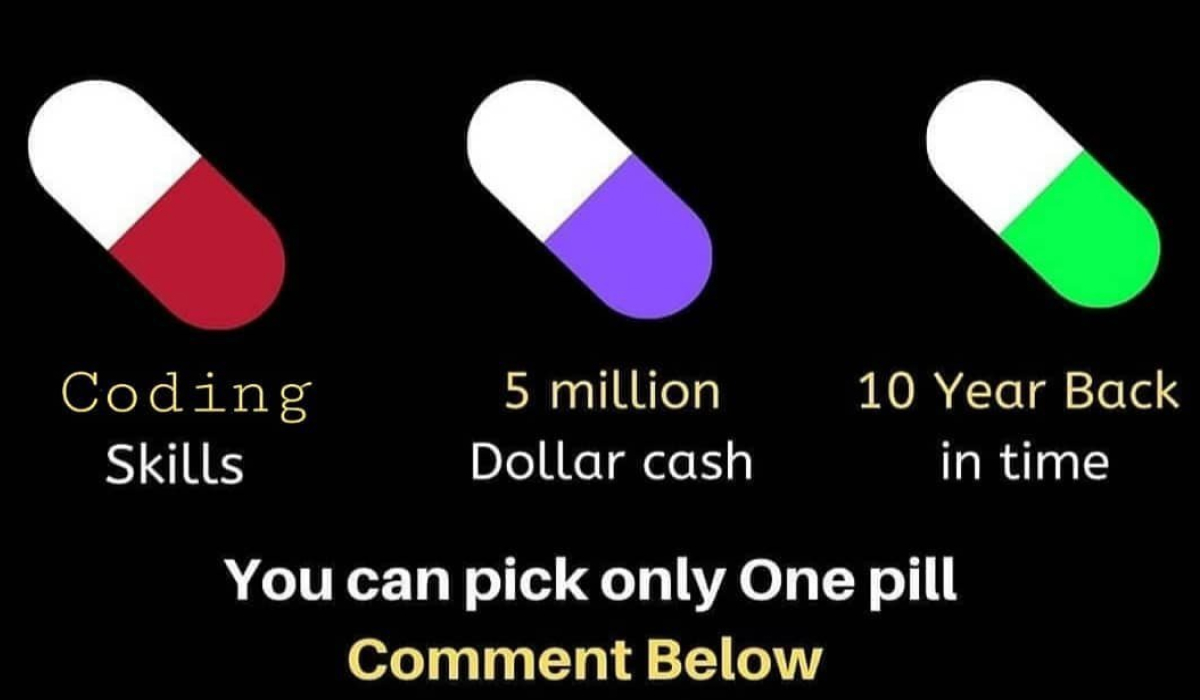 Coding
Skills
5 million
Dollar cash
10 Year Back
in time
You can pick only One pill
Comment Below